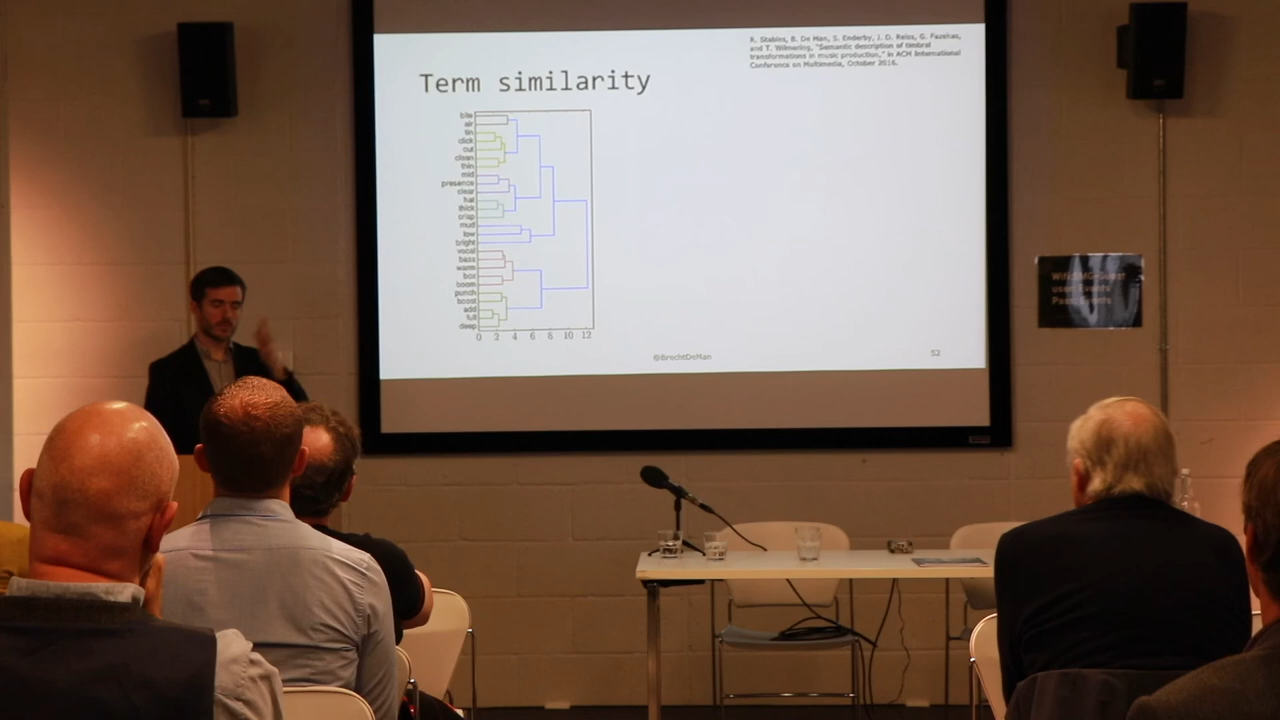 R. Stables, B. De Man, S. Enderby, J. D. Reiss, G. Fazekas,
and T. Wilmering, "Semantic description of timbral
transformations in music production," in ACM International
Conference on Multimedia, October 2016.
Term similarity
bite
air
tin
click
cut
clean
thin
mid
presence
clear
hat
thick
crisp
mud
low
bright
vocal
bass
warm
box
boom
punch
boost
add
full
deep
0 2 4 6 8 10 12
@BrechtDeMan
52
Events
Pass: Events